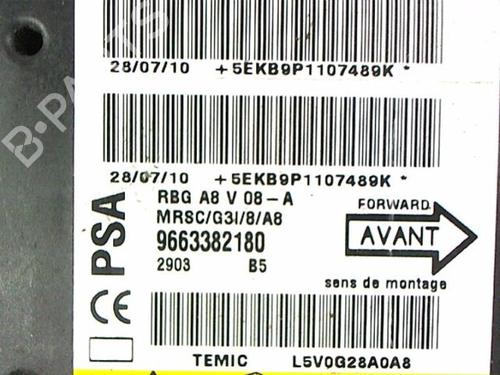 28/07/10 +5EKB9P1107489K*
28/07/10 +5EKB9P1107489K*
PSA
CE
RBG A8 V 08-A
MRSC/G3I/8/A8
9663382180
2903 B5
FORWARD
AVANT
sens de montage
TEMIC L5V0G28A0A8
B-PARTS